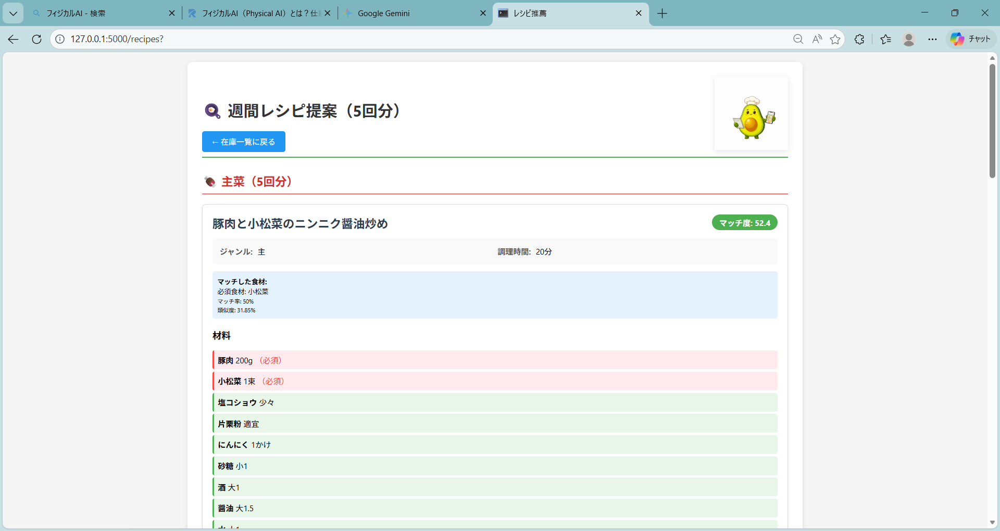 フィジカルAI - 検索
フィジカルAI（Physical AI）とは？仕
Google Gemini
レシピ推薦
127.0.0.1:5000/recipes?
チャット
週間レシピ提案（5回分）
← 在庫一覧に戻る
主菜（5回分）
豚肉と小松菜のニンニク醤油炒め
マッチ度: 52.4
ジャンル: 主
調理時間: 20分
マッチした食材:
必須食材: 小松菜
マッチ率: 50%
類似度: 31.85%
材料
豚肉 200g （必須）
小松菜 1束 （必須）
塩コショウ 少々
片栗粉 適宜
にんにく 1かけ
砂糖 小1
酒 大1
醤油 大1.5